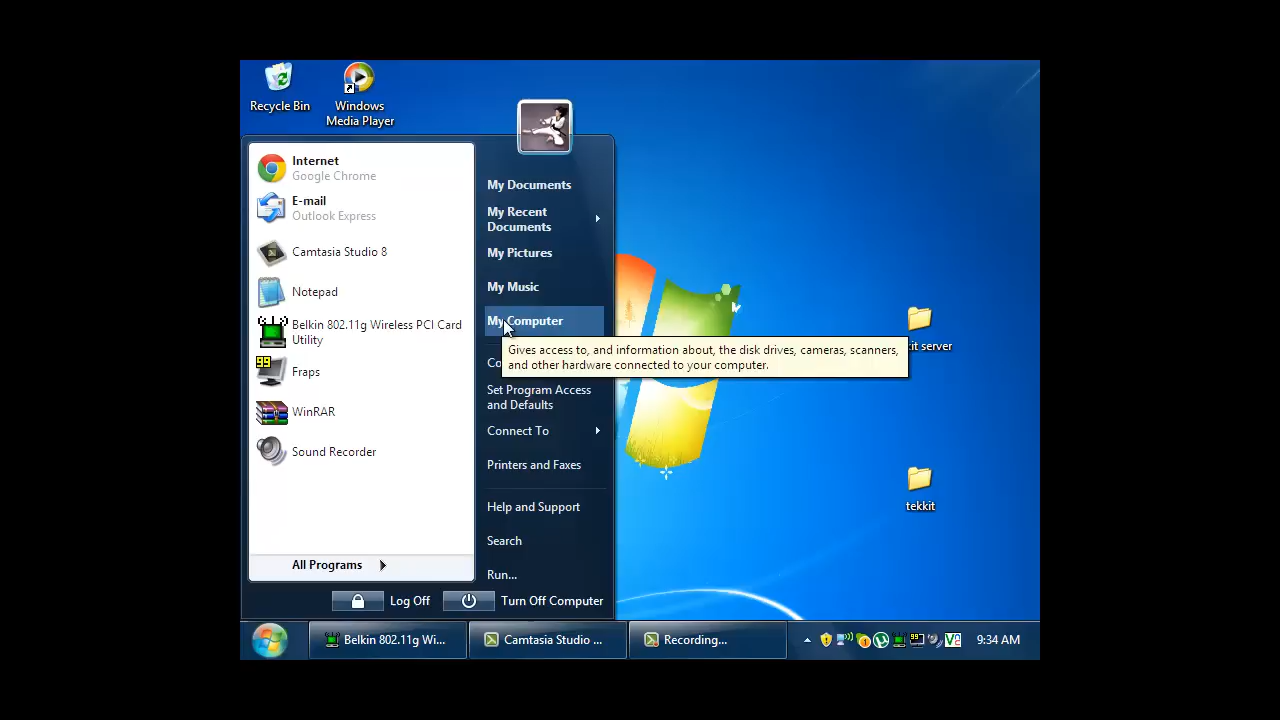 Recycle Bin
Windows
Media Player
Internet
Google Chrome
E-mail
Outlook Express
Camtasia Studio 8
Notepad
Belkin 802.11g Wireless PCI Card
Utility
Fraps
WinRAR
Sound Recorder
All Programs
My Documents
My Recent
Documents
My Pictures
My Music
My Computer
Gives access to, and information about, the disk drives, cameras, scanners,
and other hardware connected to your computer.
Co
Set Program Access
and Defaults
Connect To
Printers and Faxes
Help and Support
Search
Run...
Log Off
Turn Off Computer
kit server
tekkit
Belkin 802.11g Wi...
Camtasia Studio ...
Recording...
9:34 AM